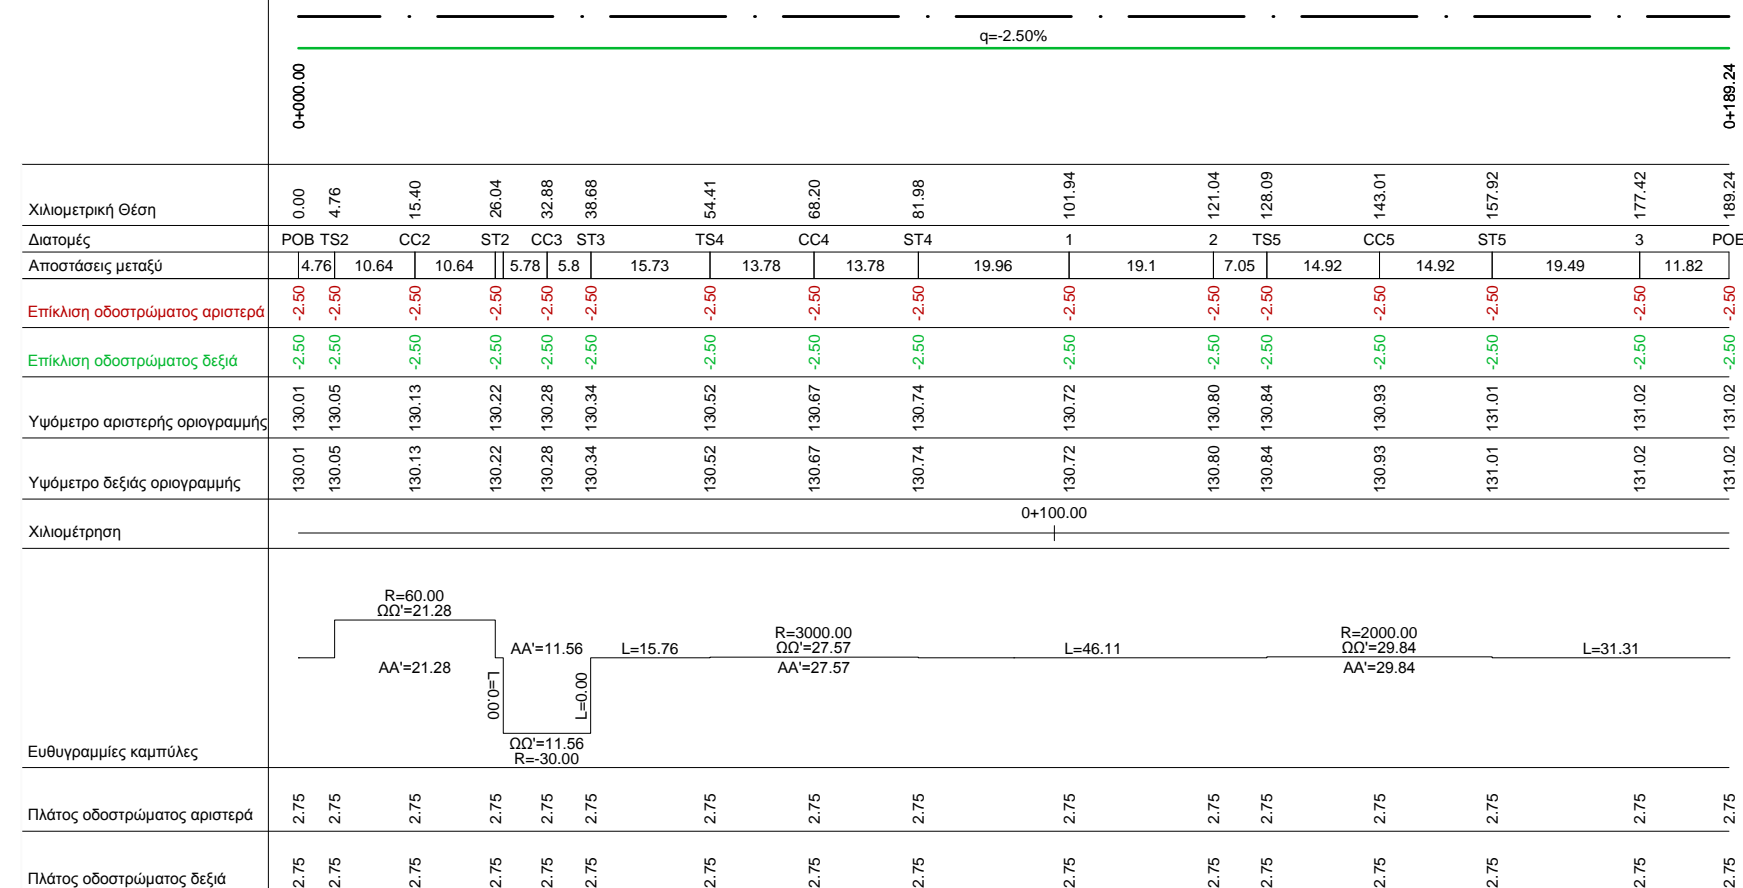 q=-2.50%
0+000.00 0+189.24
Χιλιομετρική Θέση 0.00 4.76 15.40 26.04 32.88 38.68 54.41 68.20 81.98 101.94 121.04 128.09 143.01 157.92 177.42 189.24
Διατομές POB TS2 CC2 ST2 CC3 ST3 TS4 CC4 ST4 1 2 TS5 CC5 ST5 3 POE
Αποστάσεις μεταξύ 4.76 10.64 10.64 5.78 5.8 15.73 13.78 13.78 19.96 19.1 7.05 14.92 14.92 19.49 11.82
Επίκλιση οδοστρώματος αριστερά -2.50 -2.50 -2.50 -2.50 -2.50 -2.50 -2.50 -2.50 -2.50 -2.50 -2.50 -2.50 -2.50 -2.50 -2.50 -2.50
Επίκλιση οδοστρώματος δεξιά -2.50 -2.50 -2.50 -2.50 -2.50 -2.50 -2.50 -2.50 -2.50 -2.50 -2.50 -2.50 -2.50 -2.50 -2.50 -2.50
Υψόμετρο αριστερής οριογραμμής 130.01 130.05 130.13 130.22 130.28 130.34 130.52 130.67 130.74 130.72 130.80 130.84 130.93 131.01 131.02 131.02
Υψόμετρο δεξιάς οριογραμμής 130.01 130.05 130.13 130.22 130.28 130.34 130.52 130.67 130.74 130.72 130.80 130.84 130.93 131.01 131.02 131.02
0+100.00
Χιλιομέτρηση
R=60.00
ΩΩ'=21.28
R=3000.00 R=2000.00
AA'=11.56 L=15.76 ΩΩ'=27.57 L=46.11 ΩΩ'=29.84 L=31.31
AA'=21.28 AA'=27.57 AA'=29.84
L=0.00 L=0.00
ΩΩ'=11.56
Ευθυγραμμίες καμπύλες R=-30.00
Πλάτος οδοστρώματος αριστερά 2.75 2.75 2.75 2.75 2.75 2.75 2.75 2.75 2.75 2.75 2.75 2.75 2.75 2.75 2.75 2.75
Πλάτος οδοστρώματος δεξιά 2.75 2.75 2.75 2.75 2.75 2.75 2.75 2.75 2.75 2.75 2.75 2.75 2.75 2.75 2.75 2.75